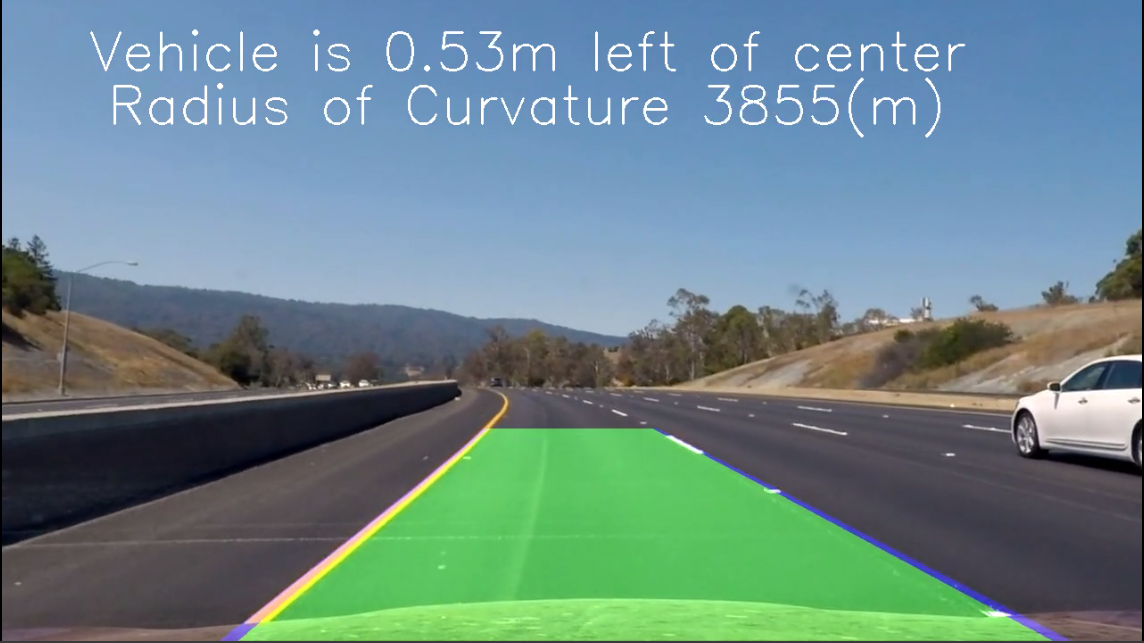 Vehicle is 0.53m left of center
Radius of Curvature 3855(m)